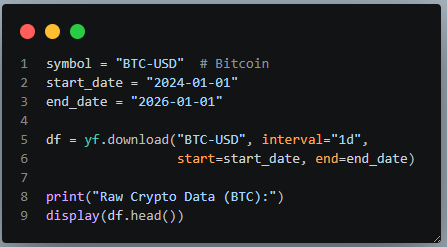 1 symbol = "BTC-USD"  # Bitcoin
2 start_date = "2024-01-01"
3 end_date = "2026-01-01"
4
5 df = yf.download("BTC-USD", interval="1d",
6                  start=start_date, end=end_date)
7
8 print("Raw Crypto Data (BTC):")
9 display(df.head())